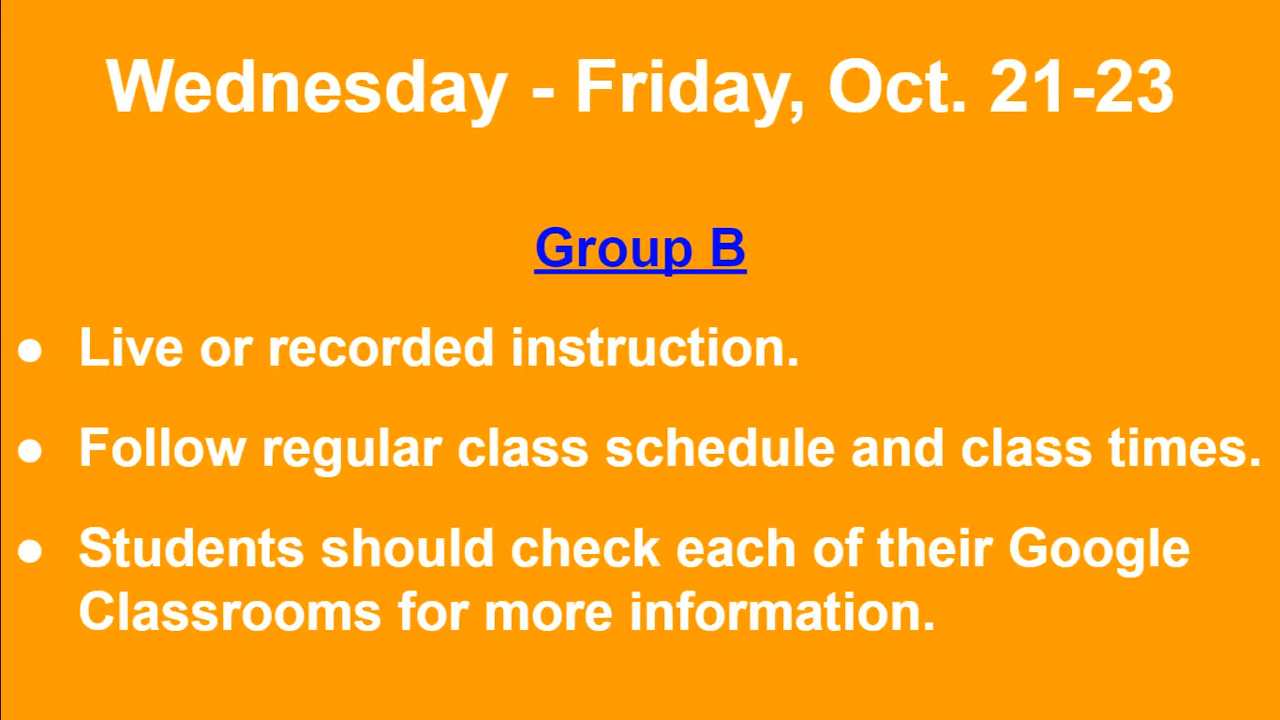 Wednesday - Friday, Oct. 21-23
Group B
● Live or recorded instruction.
● Follow regular class schedule and class times.
● Students should check each of their Google
Classrooms for more information.